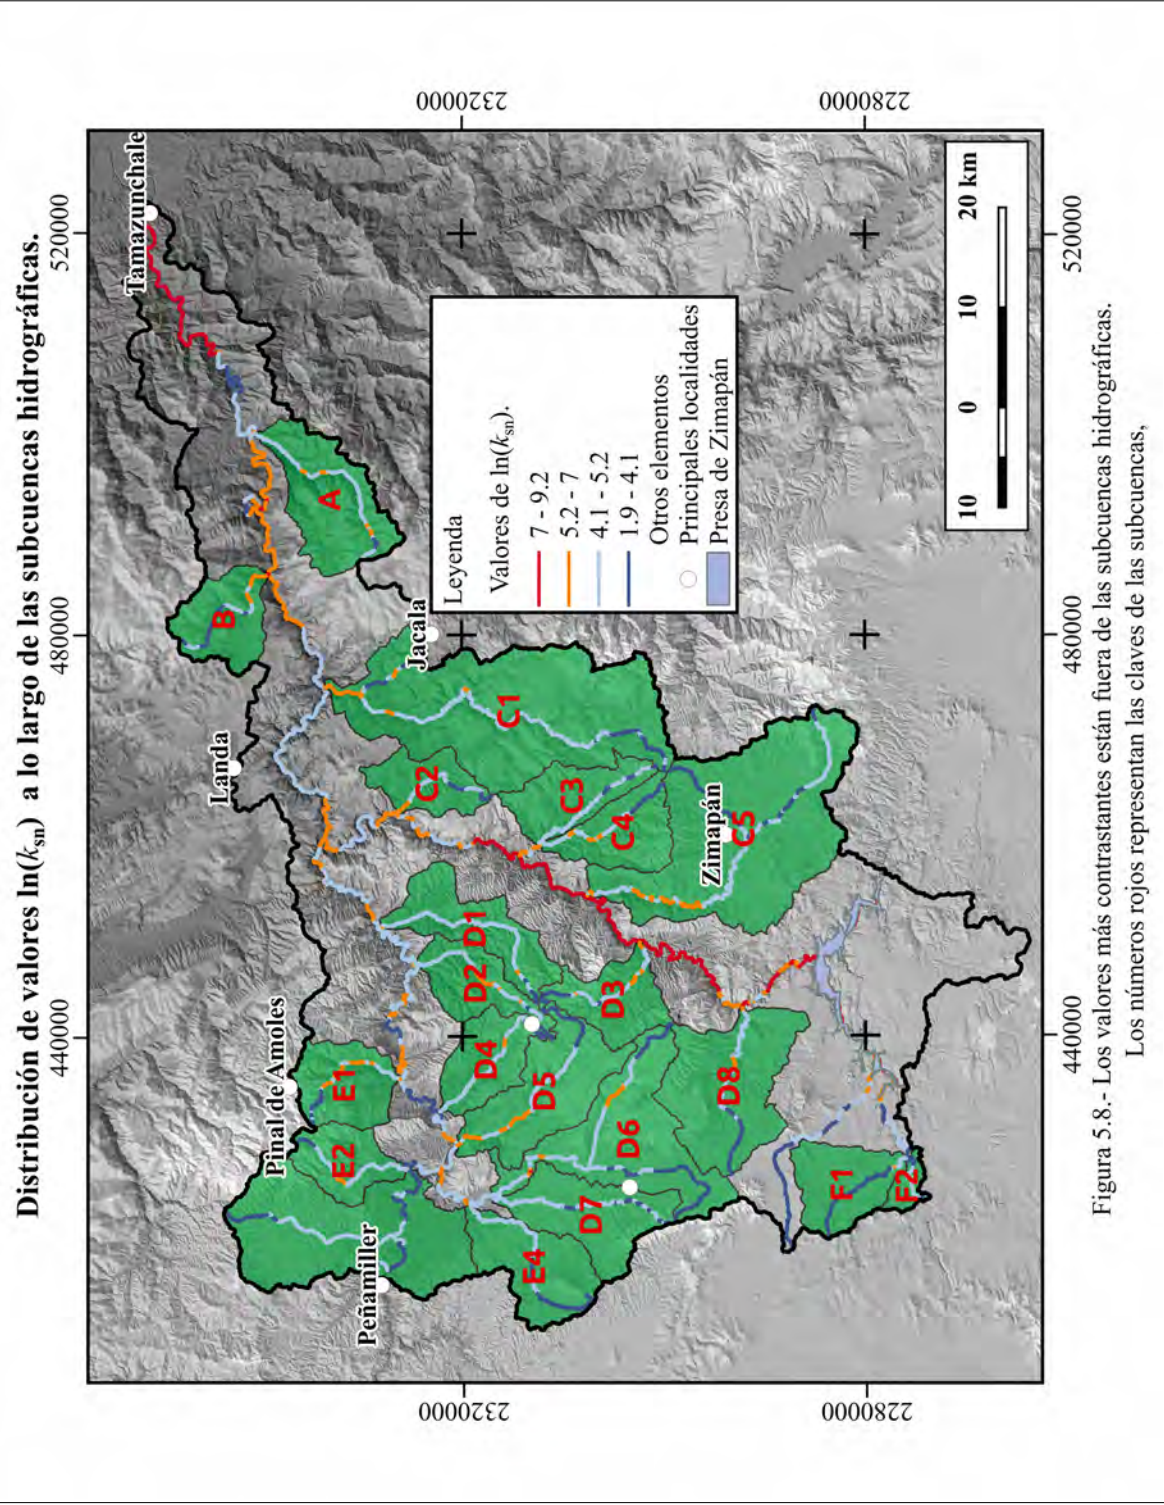 Distribución de valores ln(ksn) a lo largo de las subcuencas hidrográficas.
440000
480000
520000
2320000
2280000
2320000
2280000
440000
480000
520000
Tamazunchale
Landa
Jacala
Pinal de Amoles
Peñamiller
Zimapán
A
B
C1
C2
C3
C4
C5
D1
D2
D3
D4
D5
D6
D7
D8
E1
E2
E4
F1
F2
Leyenda
Valores de ln(ksn).
7 - 9.2
5.2 - 7
4.1 - 5.2
1.9 - 4.1
Otros elementos
Principales localidades
Presa de Zimapán
10 0 10 20 km
Figura 5.8.- Los valores más contrastantes están fuera de las subcuencas hidrográficas.
Los números rojos representan las claves de las subcuencas,